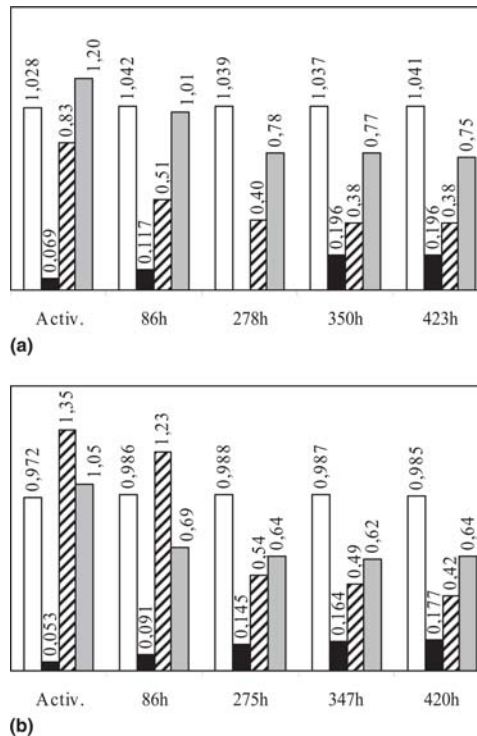 1,028 0,069 0,83 1,20 1,042 0,117 0,51 1,01 1,039 0,40 0,78 1,037 0,196 0,38 0,77 1,041 0,196 0,38 0,75
Activ. 86h 278h 350h 423h
(a)
0,972 0,053 1,35 1,05 0,986 0,091 1,23 0,69 0,988 0,145 0,54 0,64 0,987 0,164 0,49 0,62 0,985 0,177 0,42 0,64
Activ. 86h 275h 347h 420h
(b)